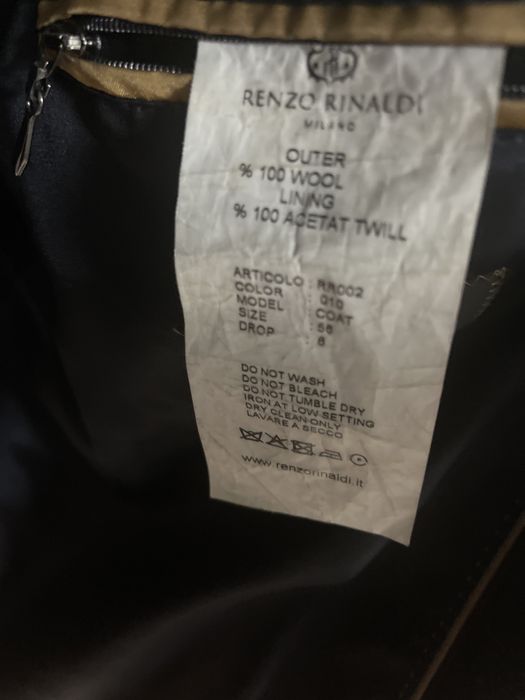 RENZO RINALDI
MILANO
OUTER
% 100 WOOL
LINING
% 100 ACETAT TWILL
ARTICOLO : RR002
COLOR : 010
MODEL : COAT
SIZE : 56
DROP : 6
DO NOT WASH
DO NOT BLEACH
DO NOT TUMBLE DRY
IRON AT LOW SETTING
DRY CLEAN ONLY
LAVARE A SECCO
www.renzorinaldi.it